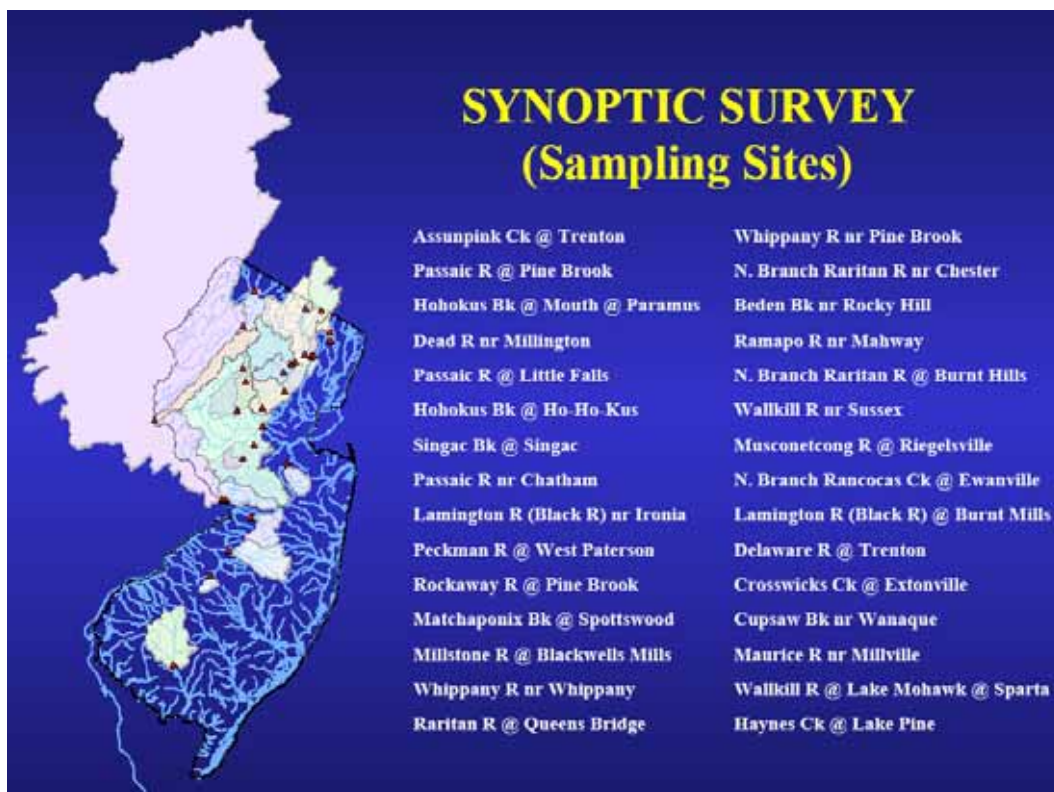 SYNOPTIC SURVEY
(Sampling Sites)
Assunpink Ck @ Trenton
Passaic R @ Pine Brook
Hohokus Bk @ Mouth @ Paramus
Dead R nr Millington
Passaic R @ Little Falls
Hohokus Bk @ Ho-Ho-Kus
Singac Bk @ Singac
Passaic R nr Chatham
Lamington R (Black R) nr Ironia
Peckman R @ West Paterson
Rockaway R @ Pine Brook
Matchaponix Bk @ Spottswood
Millstone R @ Blackwells Mills
Whippany R nr Whippany
Raritan R @ Queens Bridge
Whippany R nr Pine Brook
N. Branch Raritan R nr Chester
Beden Bk nr Rocky Hill
Ramapo R nr Mahway
N. Branch Raritan R @ Burnt Hills
Wallkill R nr Sussex
Musconetcong R @ Riegelsville
N. Branch Rancocas Ck @ Ewanville
Lamington R (Black R) @ Burnt Mills
Delaware R @ Trenton
Crosswicks Ck @ Extonville
Cupsaw Bk nr Wanaque
Maurice R nr Millville
Wallkill R @ Lake Mohawk @ Sparta
Haynes Ck @ Lake Pine